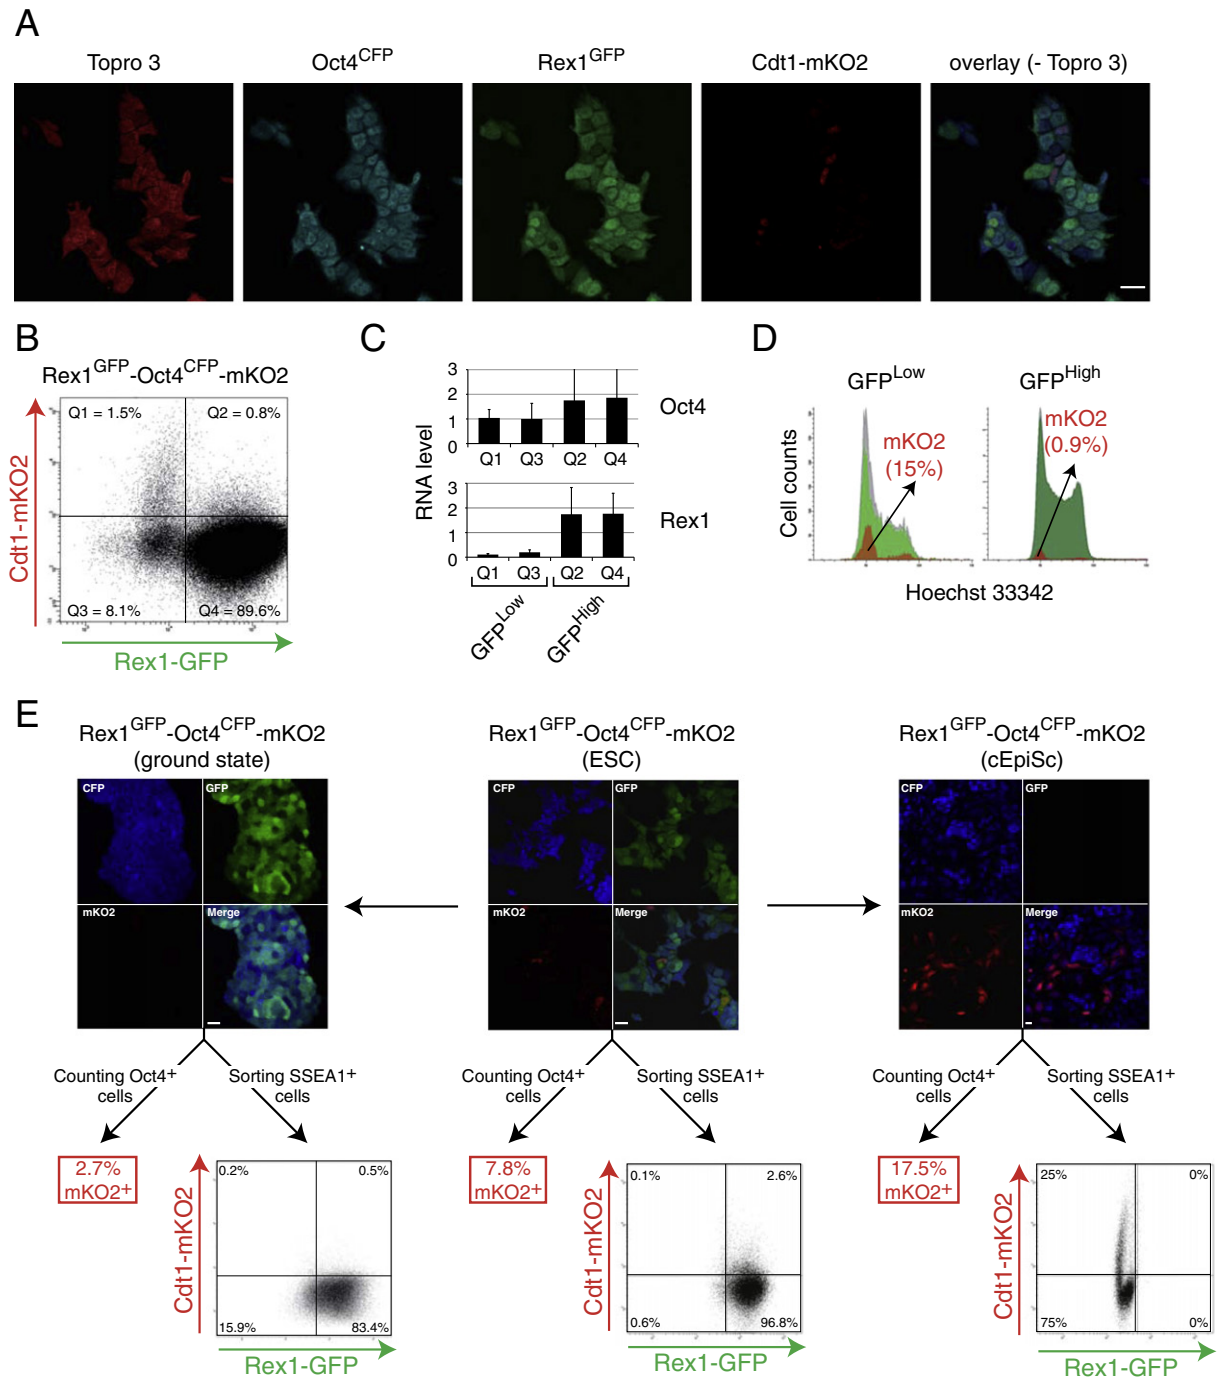 A
Topro 3
Oct4CFP
Rex1GFP
Cdt1-mKO2
overlay (- Topro 3)
B
Rex1GFP-Oct4CFP-mKO2
Q1 = 1.5%
Q2 = 0.8%
Q3 = 8.1%
Q4 = 89.6%
Cdt1-mKO2
Rex1-GFP
C
RNA level
3
2
1
0
Q1
Q3
Q2
Q4
Oct4
3
2
1
0
Q1
Q3
Q2
Q4
Rex1
GFPLow
GFPHigh
D
GFPLow
GFPHigh
Cell counts
mKO2
(15%)
mKO2
(0.9%)
Hoechst 33342
E
Rex1GFP-Oct4CFP-mKO2
(ground state)
CFP
GFP
mKO2
Merge
Rex1GFP-Oct4CFP-mKO2
(ESC)
CFP
GFP
mKO2
Merge
Rex1GFP-Oct4CFP-mKO2
(cEpiSc)
CFP
GFP
mKO2
Merge
Counting Oct4+
cells
Sorting SSEA1+
cells
2.7%
mKO2+
Cdt1-mKO2
0.2%
0.5%
15.9%
83.4%
Rex1-GFP
Counting Oct4+
cells
Sorting SSEA1+
cells
7.8%
mKO2+
Cdt1-mKO2
0.1%
2.6%
0.6%
96.8%
Rex1-GFP
Counting Oct4+
cells
Sorting SSEA1+
cells
17.5%
mKO2+
Cdt1-mKO2
25%
0%
75%
0%
Rex1-GFP